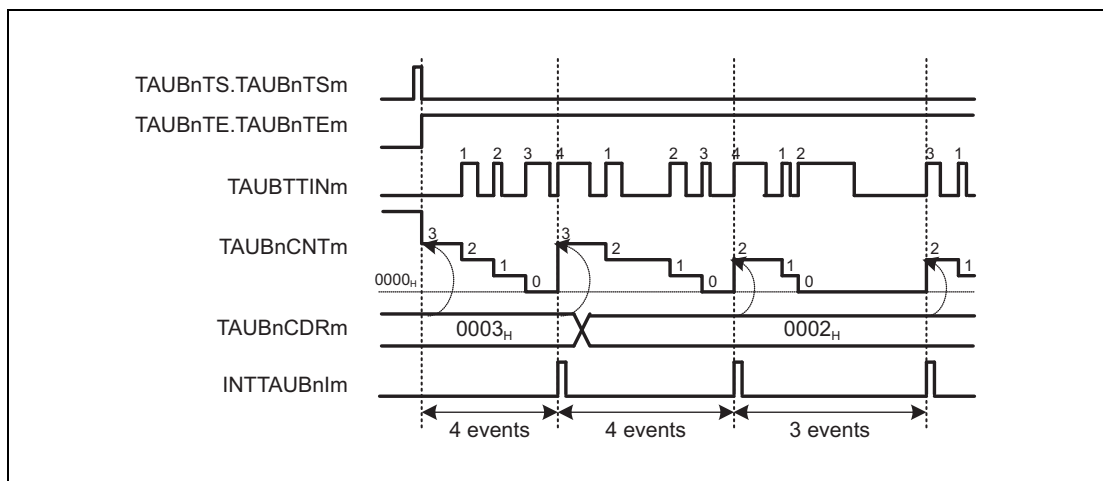 TAUBnTS.TAUBnTSm
TAUBnTE.TAUBnTEm
1 2 3 4 1 2 3 4 1 2 3 1
TAUBTTINm
TAUBnCNTm
3 2 1 0 3 2 1 0 2 1 0 2 1
0000H
TAUBnCDRm
0003H 0002H
INTTAUBnIm
4 events 4 events 3 events